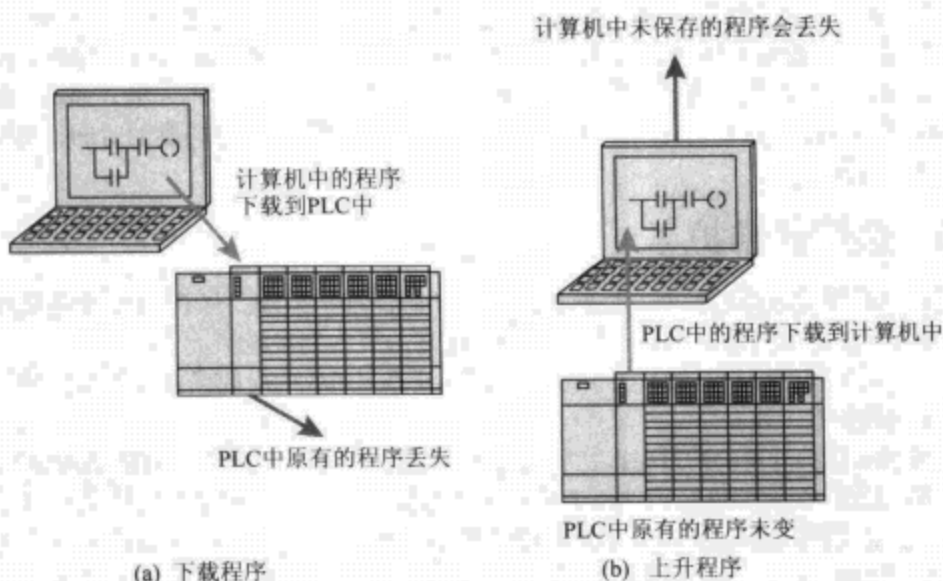 计算机中的程序
下载到PLC中
PLC中原有的程序丢失
(a) 下载程序
计算机中未保存的程序会丢失
PLC中的程序下载到计算机中
PLC中原有的程序未变
(b) 上升程序